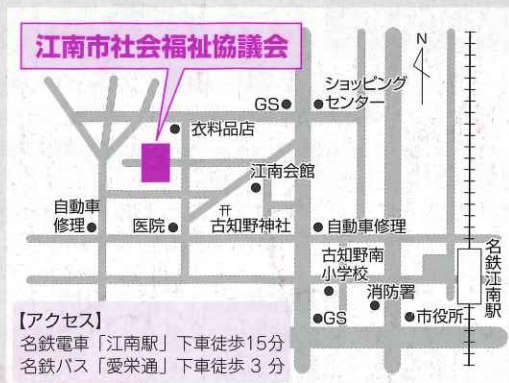 江南市社会福祉協議会
N
ショッピング
センター
GS
衣料品店
江南会館
自動車
修理
医院
古知野神社
自動車修理
古知野南
小学校
消防署
名鉄江南駅
GS
市役所
【アクセス】
名鉄電車「江南駅」下車徒歩15分
名鉄バス「愛栄通」下車徒歩 3 分